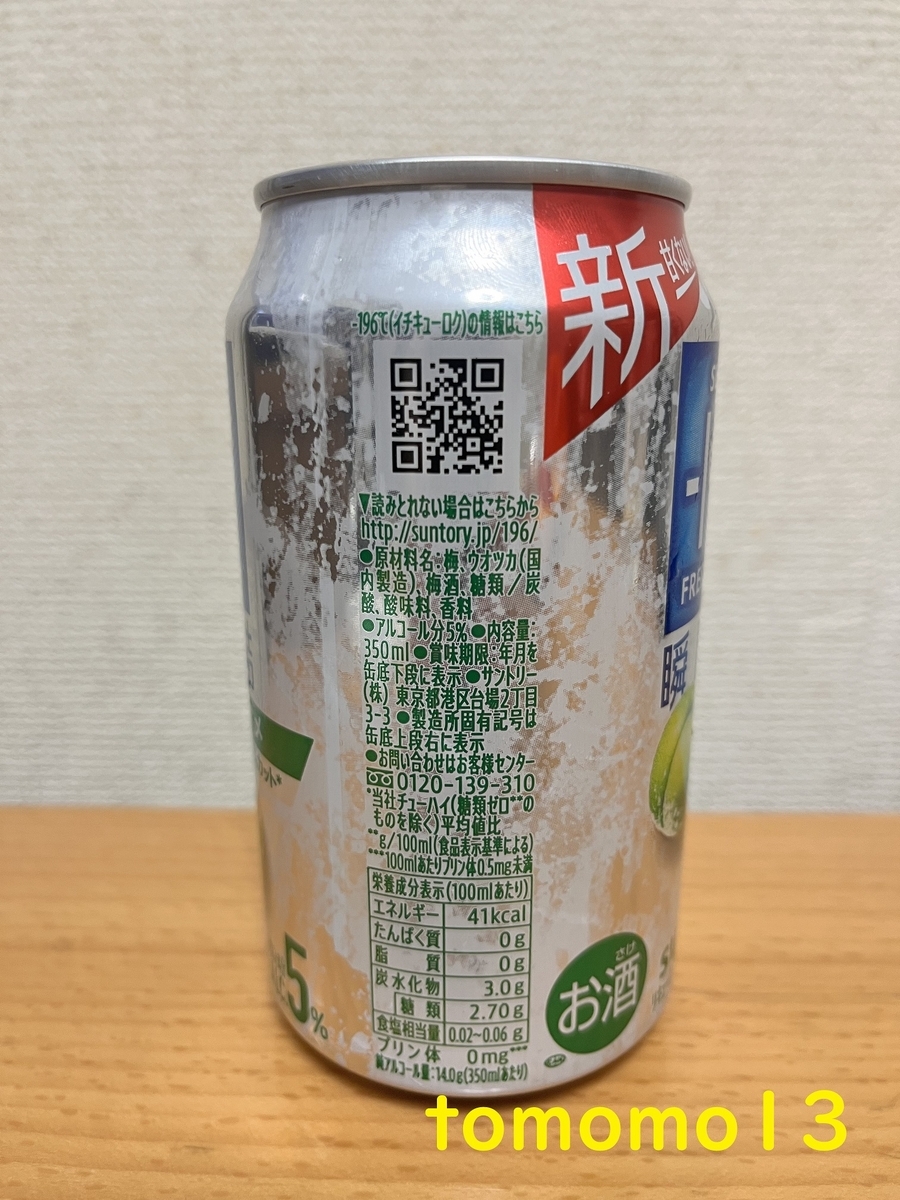 新
甘くない
-196℃(イチキューロク)の情報はこちら
▼読みとれない場合はこちらから
http://suntory.jp/196/
●原材料名:梅、ウオツカ(国
内製造)、梅酒、糖類/炭
酸、酸味料、香料
●アルコール分5% ●内容量:
350ml ●賞味期限:年月を
缶底下段に表示 ●サントリー
(株) 東京都港区台場2丁目
3-3 ●製造所固有記号は
缶底上段右に表示
●お問い合わせはお客様センター
0120-139-310
*当社チューハイ(糖類ゼロ**の
ものを除く)平均値比
**g/100ml(食品表示基準による)
***100mlあたりプリン体0.5mg未満
栄養成分表示(100mlあたり)
エネルギー 41kcal
たんぱく質 0g
脂質 0g
炭水化物 3.0g
糖類 2.70g
食塩相当量 0.02~0.06 g
プリン体 0mg***
純アルコール量:14.0g(350mlあたり)
瞬
5%
さけ
お酒
tomomo13